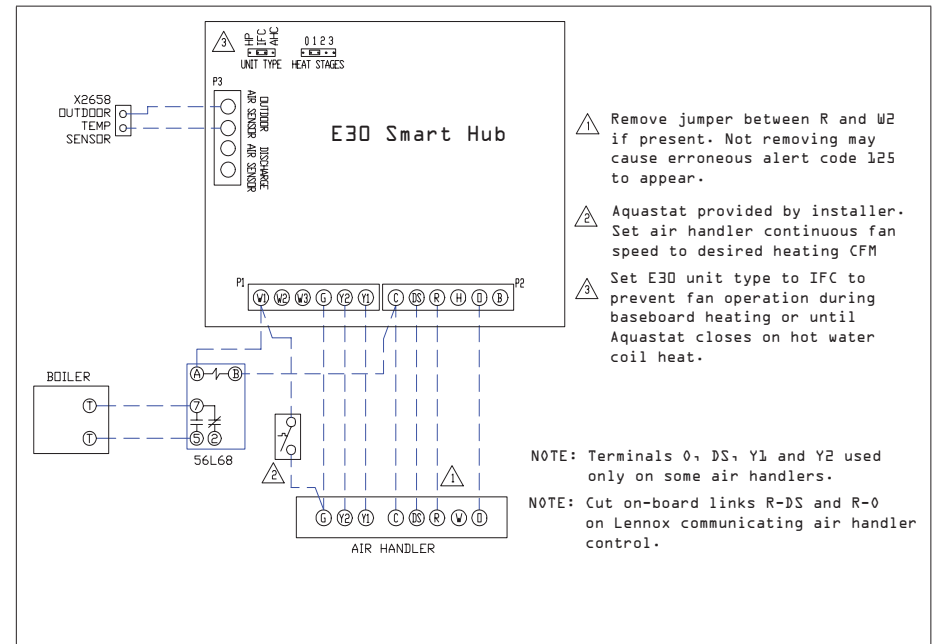 3
HP
IFC
AHC
0 1 2 3
UNIT TYPE HEAT STAGES
P3
OUTDOOR
AIR SENSOR
DISCHARGE
AIR SENSOR
X2658
OUTDOOR
TEMP
SENSOR
E30 Smart Hub
P1
W1 W2 W3 G Y2 Y1
P2
C DS R H O B
A B
7
5 2
56L68
BOILER
T
T
2
1
G Y2 Y1 C DS R W O
AIR HANDLER
1 Remove jumper between R and W2
if present. Not removing may
cause erroneous alert code 125
to appear.
2 Aquastat provided by installer.
Set air handler continuous fan
speed to desired heating CFM
3 Set E30 unit type to IFC to
prevent fan operation during
baseboard heating or until
Aquastat closes on hot water
coil heat.
NOTE: Terminals O, DS, Y1 and Y2 used
only on some air handlers.
NOTE: Cut on-board links R-DS and R-O
on Lennox communicating air handler
control.